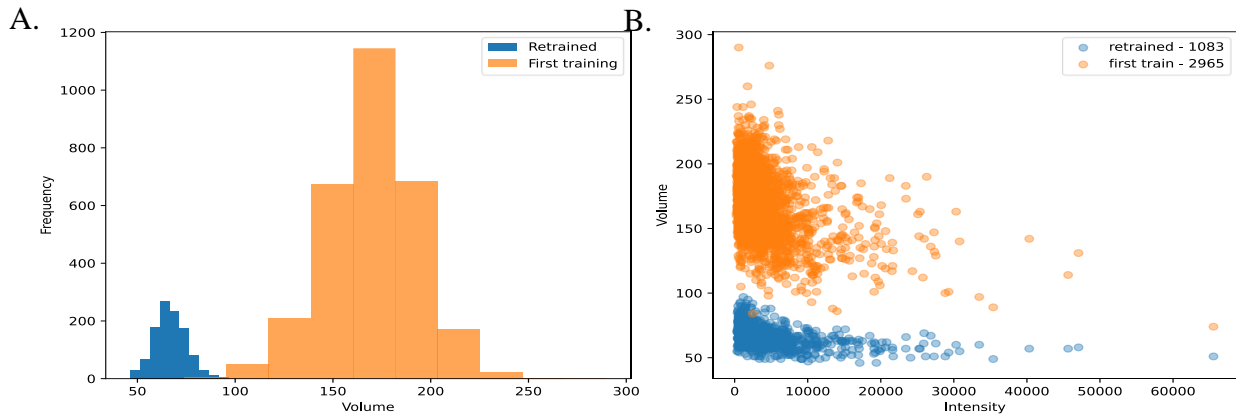 A.
1200
1000
800
600
400
200
0
Frequency
50
100
150
200
250
300
Volume
Retrained
First training
B.
300
250
200
150
100
50
Volume
0
10000
20000
30000
40000
50000
60000
Intensity
retrained - 1083
first train - 2965